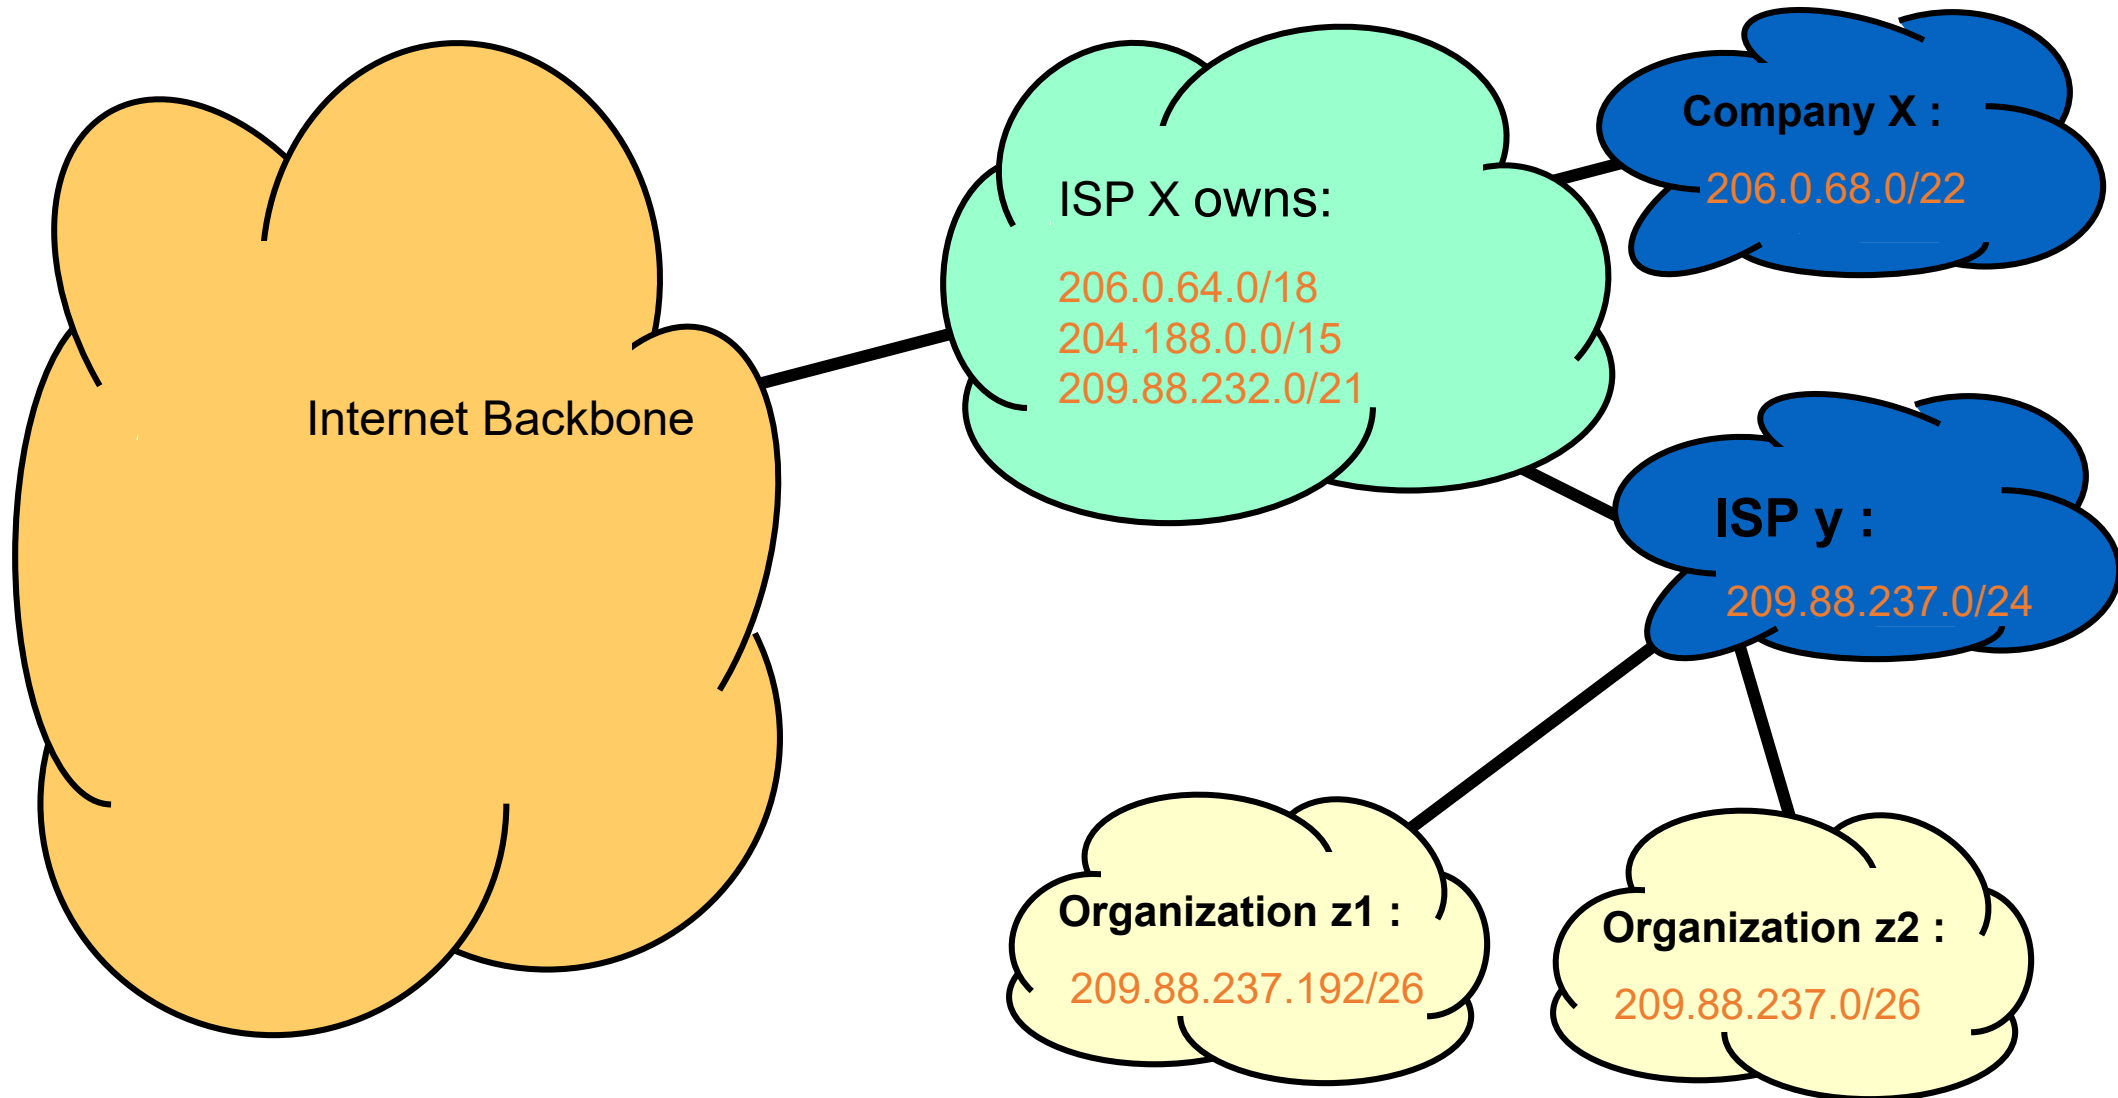 Internet Backbone
ISP X owns:
206.0.64.0/18
204.188.0.0/15
209.88.232.0/21
Company X :
206.0.68.0/22
ISP y :
209.88.237.0/24
Organization z1 :
209.88.237.192/26
Organization z2 :
209.88.237.0/26